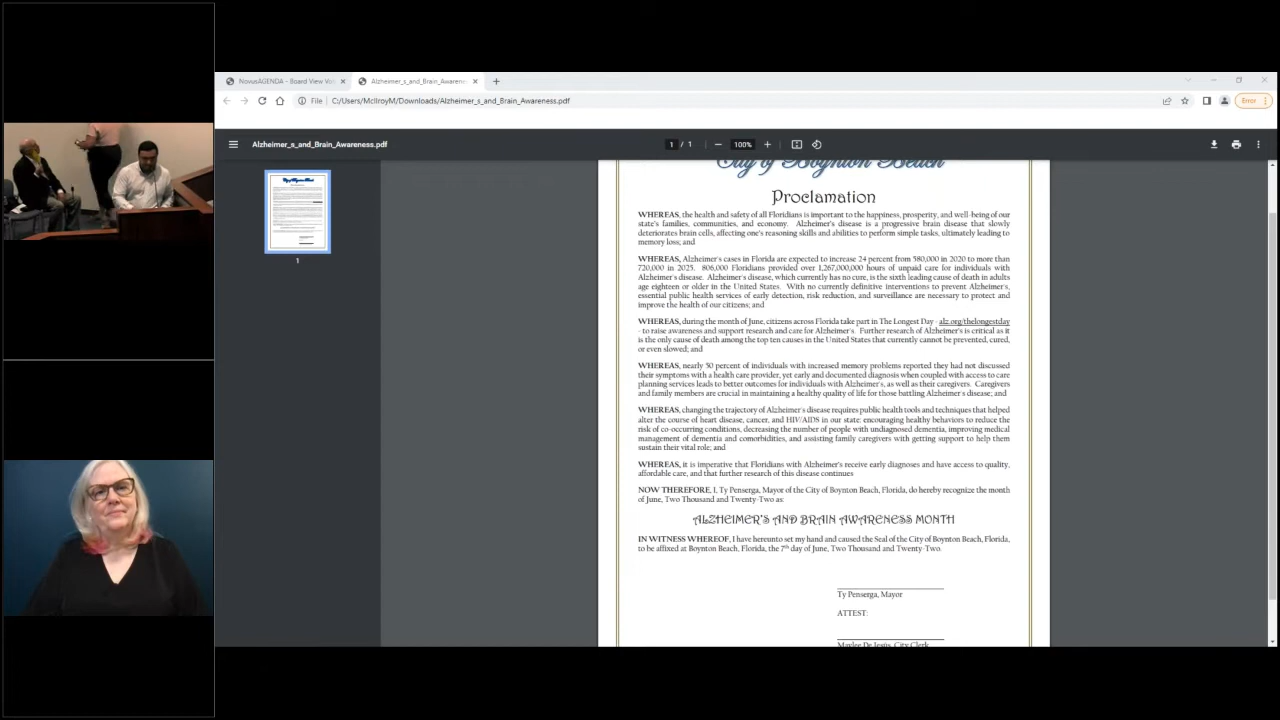 NovusAGENDA - Board View Vot
Alzheimer_s_and_Brain_Awarenes
File
C:/Users/McIlroyM/Downloads/Alzheimer_s_and_Brain_Awareness.pdf
Error
Alzheimer_s_and_Brain_Awareness.pdf
1 / 1
100%
1
City of Boynton Beach
Proclamation
WHEREAS, the health and safety of all Floridians is important to the happiness, prosperity, and well-being of our
state's families, communities, and economy. Alzheimer's disease is a progressive brain disease that slowly
deteriorates brain cells, affecting one's reasoning skills and abilities to perform simple tasks, ultimately leading to
memory loss; and
WHEREAS, Alzheimer's cases in Florida are expected to increase 24 percent from 580,000 in 2020 to more than
720,000 in 2025. 806,000 Floridians provided over 1,267,000,000 hours of unpaid care for individuals with
Alzheimer's disease. Alzheimer's disease, which currently has no cure, is the sixth leading cause of death in adults
age eighteen or older in the United States. With no currently definitive interventions to prevent Alzheimer's,
essential public health services of early detection, risk reduction, and surveillance are necessary to protect and
improve the health of our citizens; and
WHEREAS, during the month of June, citizens across Florida take part in The Longest Day - alz.org/thelongestday
- to raise awareness and support research and care for Alzheimer's. Further research of Alzheimer's is critical as it
is the only cause of death among the top ten causes in the United States that currently cannot be prevented, cured,
or even slowed; and
WHEREAS, nearly 50 percent of individuals with increased memory problems reported they had not discussed
their symptoms with a health care provider, yet early and documented diagnosis when coupled with access to care
planning services leads to better outcomes for individuals with Alzheimer's, as well as their caregivers. Caregivers
and family members are crucial in maintaining a healthy quality of life for those battling Alzheimer's disease; and
WHEREAS, changing the trajectory of Alzheimer's disease requires public health tools and techniques that helped
alter the course of heart disease, cancer, and HIV/AIDS in our state: encouraging healthy behaviors to reduce the
risk of co-occurring conditions, decreasing the number of people with undiagnosed dementia, improving medical
management of dementia and comorbidities, and assisting family caregivers with getting support to help them
sustain their vital role; and
WHEREAS, it is imperative that Floridians with Alzheimer's receive early diagnoses and have access to quality,
affordable care, and that further research of this disease continues
NOW THEREFORE, I, Ty Penserga, Mayor of the City of Boynton Beach, Florida, do hereby recognize the month
of June, Two Thousand and Twenty-Two as:
ALZHEIMER'S AND BRAIN AWARENESS MONTH
IN WITNESS WHEREOF, I have hereunto set my hand and caused the Seal of the City of Boynton Beach, Florida,
to be affixed at Boynton Beach, Florida, the 7th day of June, Two Thousand and Twenty-Two.
Ty Penserga, Mayor
ATTEST:
Maylee De Jesús, City Clerk